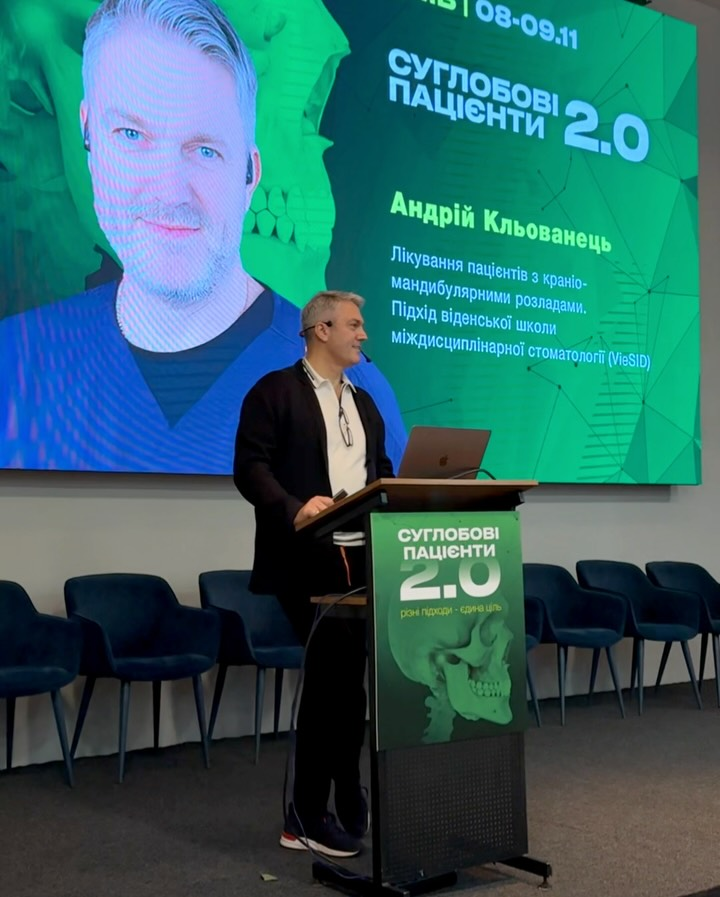 08-09.11
СУГЛОБОВІ
ПАЦІЄНТИ 2.0
Андрій Кльованець
Лікування пацієнтів з краніо-
мандибулярними розладами.
Підхід віденської школи
міждисциплінарної стоматології (VieSID)
СУГЛОБОВІ
ПАЦІЄНТИ
2.0
різні підходи - єдина ціль